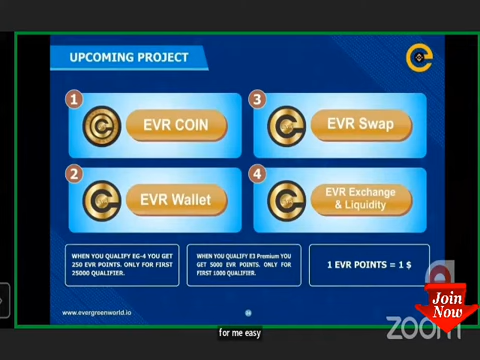 UPCOMING PROJECT
1
EVR COIN
3
EVR Swap
2
EVR Wallet
4
EVR Exchange
& Liquidity
WHEN YOU QUALIFY EG-4 YOU GET
250 EVR POINTS. ONLY FOR FIRST
25000 QUALIFIER.
WHEN YOU QUALIFY E3 Premium YOU
GET 5000 EVR POINTS. ONLY FOR
FIRST 1000 QUALIFIER.
1 EVR POINTS = 1 $
www.evergreenworld.io
Join
Now
zoom
for me easy